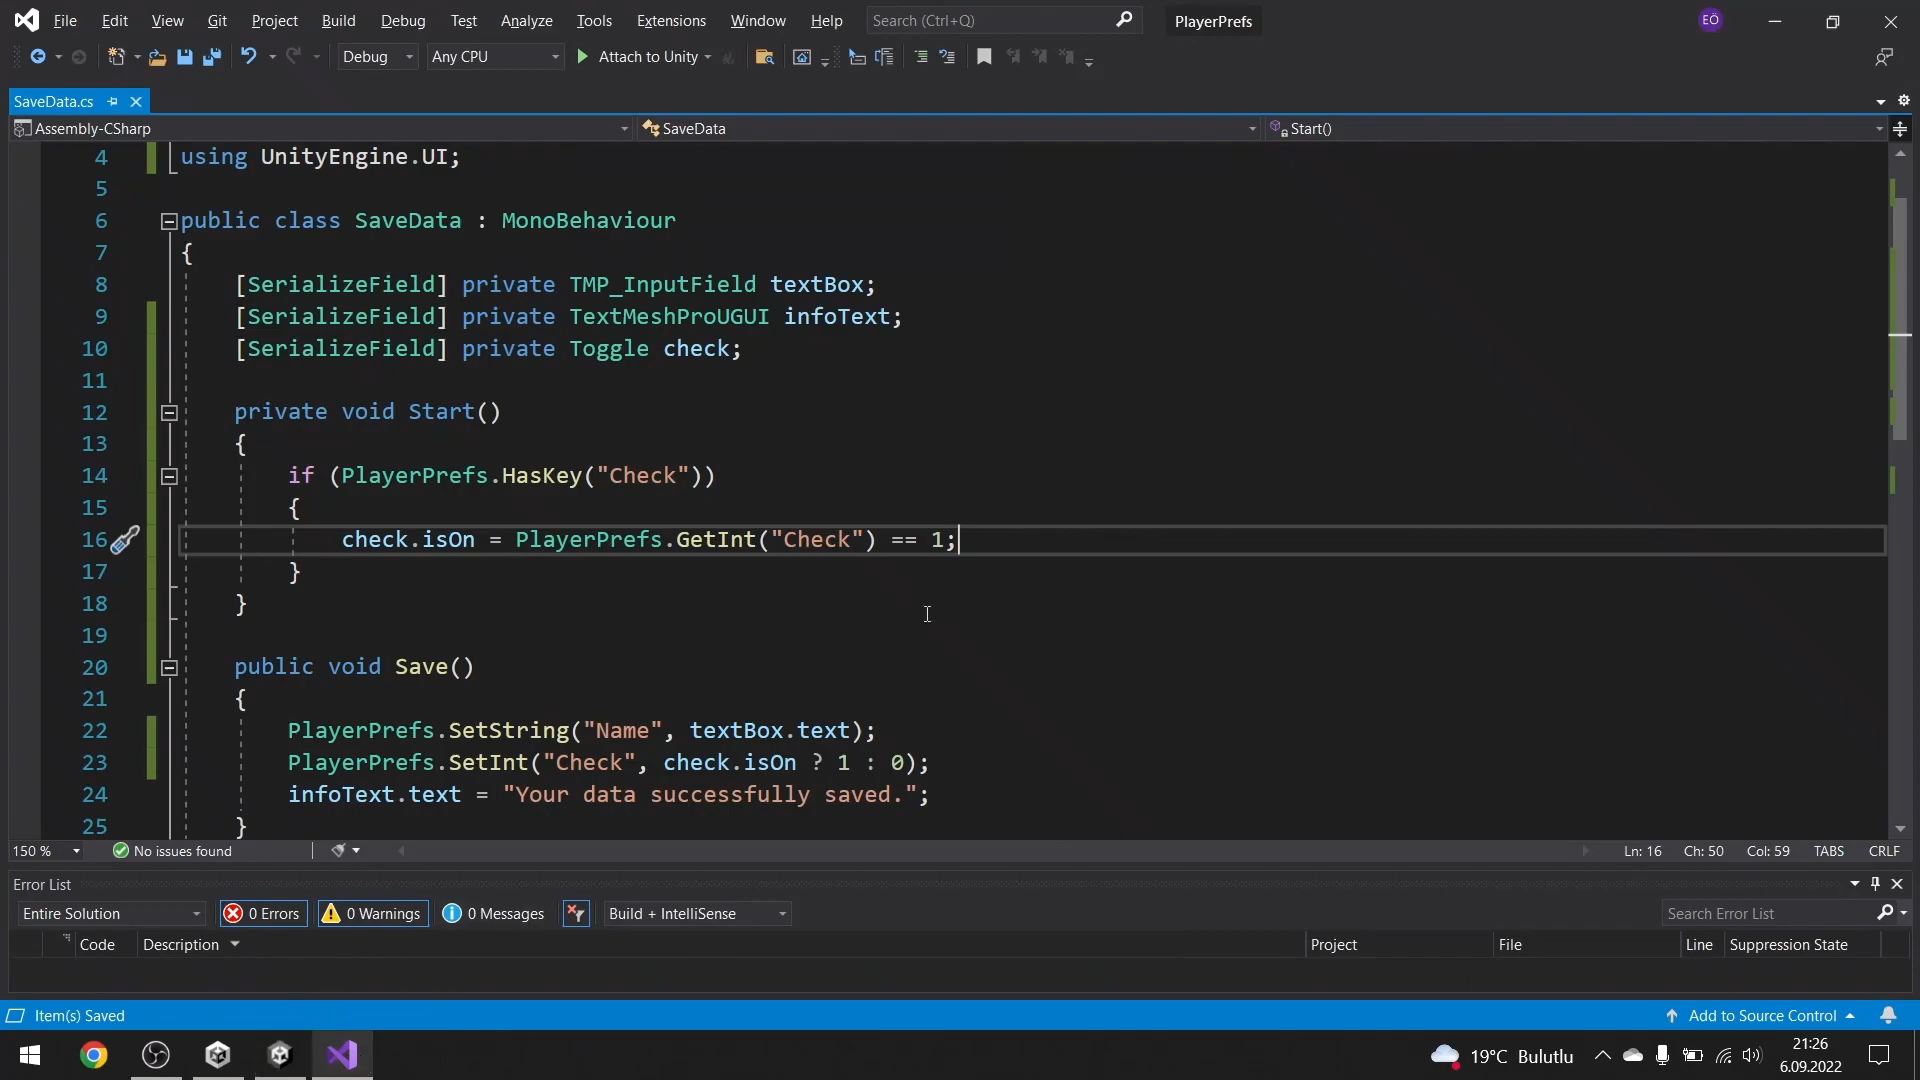 File Edit View Git Project Build Debug Test Analyze Tools Extensions Window Help Search (Ctrl+Q) PlayerPrefs EÖ
Debug Any CPU Attach to Unity
SaveData.cs
Assembly-CSharp SaveData Start()
4 using UnityEngine.UI;
5
6 public class SaveData : MonoBehaviour
7 {
8 [SerializeField] private TMP_InputField textBox;
9 [SerializeField] private TextMeshProUGUI infoText;
10 [SerializeField] private Toggle check;
11
12 private void Start()
13 {
14 if (PlayerPrefs.HasKey("Check"))
15 {
16 check.isOn = PlayerPrefs.GetInt("Check") == 1;
17 }
18 }
19
20 public void Save()
21 {
22 PlayerPrefs.SetString("Name", textBox.text);
23 PlayerPrefs.SetInt("Check", check.isOn ? 1 : 0);
24 infoText.text = "Your data successfully saved.";
25 }
150 % No issues found Ln: 16 Ch: 50 Col: 59 TABS CRLF
Error List
Entire Solution 0 Errors 0 Warnings 0 Messages Build + IntelliSense Search Error List
Code Description Project File Line Suppression State
Item(s) Saved Add to Source Control
19°C Bulutlu 21:26
6.09.2022